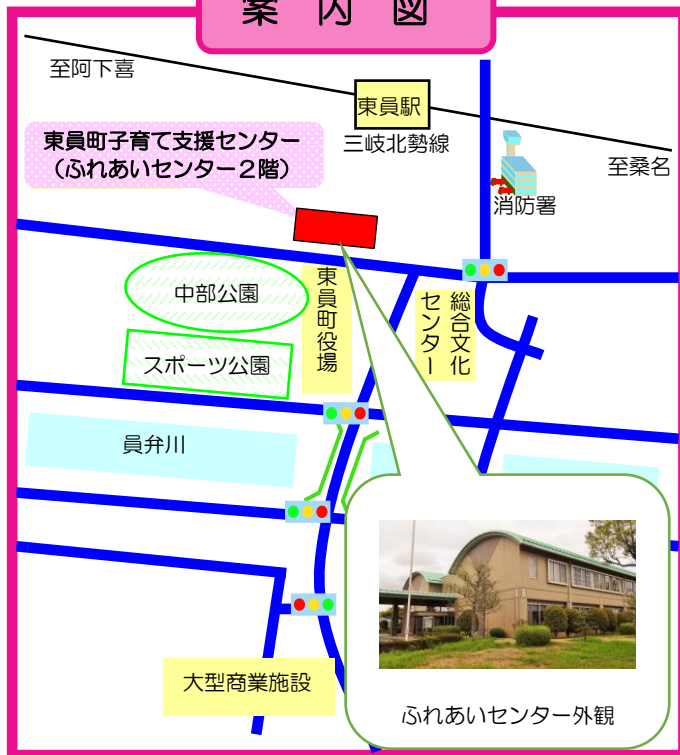 案内図
至阿下喜
東員駅
三岐北勢線
至桑名
東員町子育て支援センター
（ふれあいセンター２階）
消防署
中部公園
東員町役場
総合文化
センター
スポーツ公園
員弁川
大型商業施設
ふれあいセンター外観